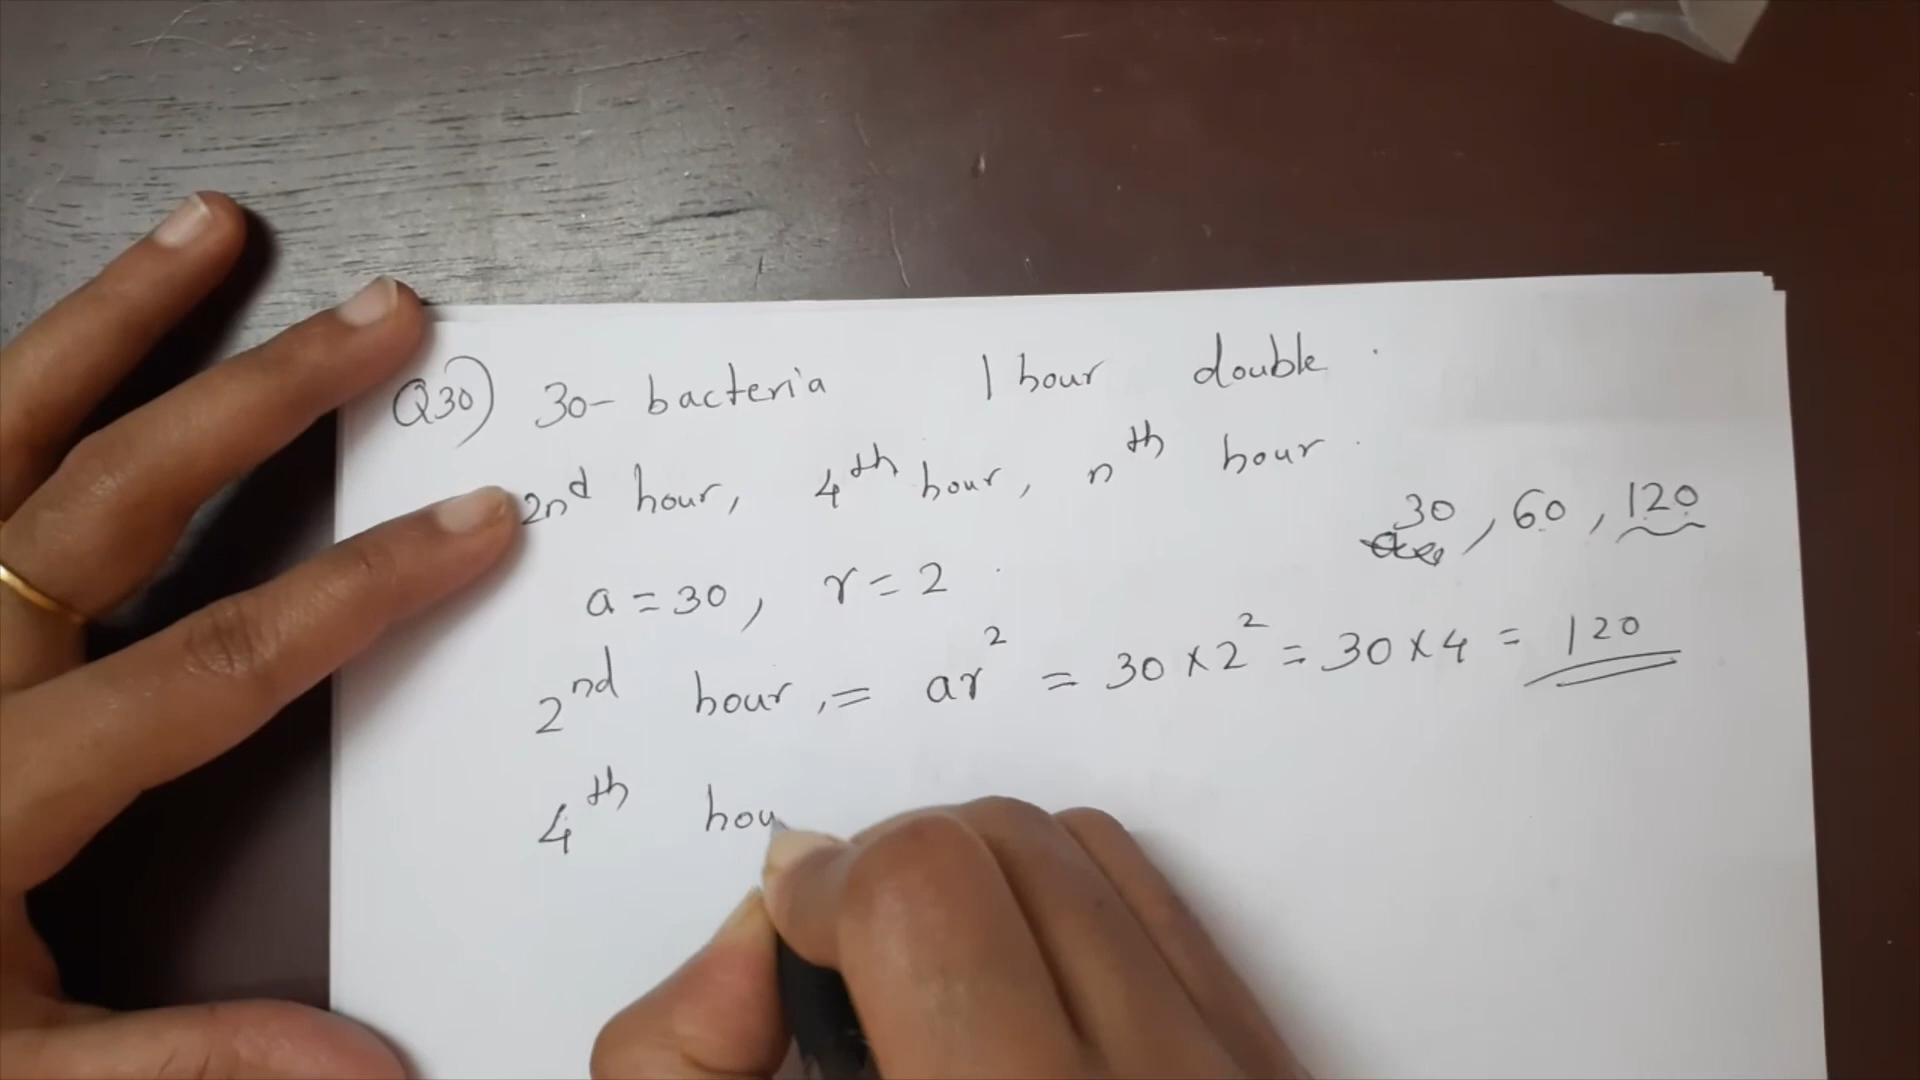 Q30) 30- bacteria 1 hour double.
2nd hour, 4th hour, nth hour.
30, 60, 120
a = 30, r = 2.
2nd hour, = ar² = 30 × 2² = 30 × 4 = 120
4th hou